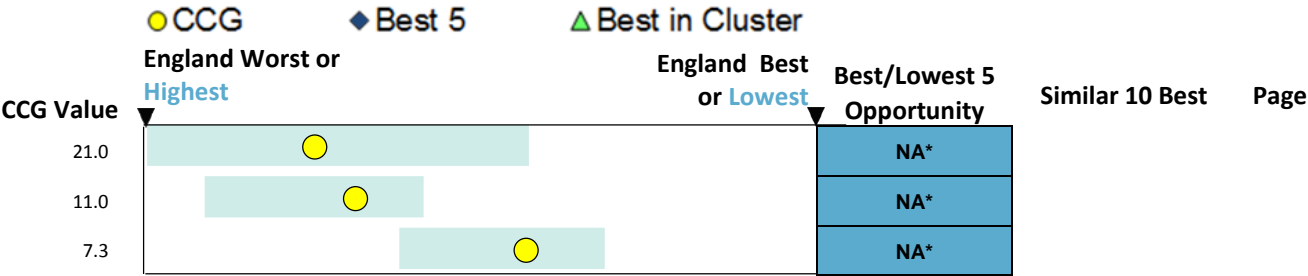 CCG Best 5 Best in Cluster
England Worst or Highest
England Best or Lowest
CCG Value
Best/Lowest 5 Opportunity
Similar 10 Best
Page
21.0 NA*
11.0 NA*
7.3 NA*